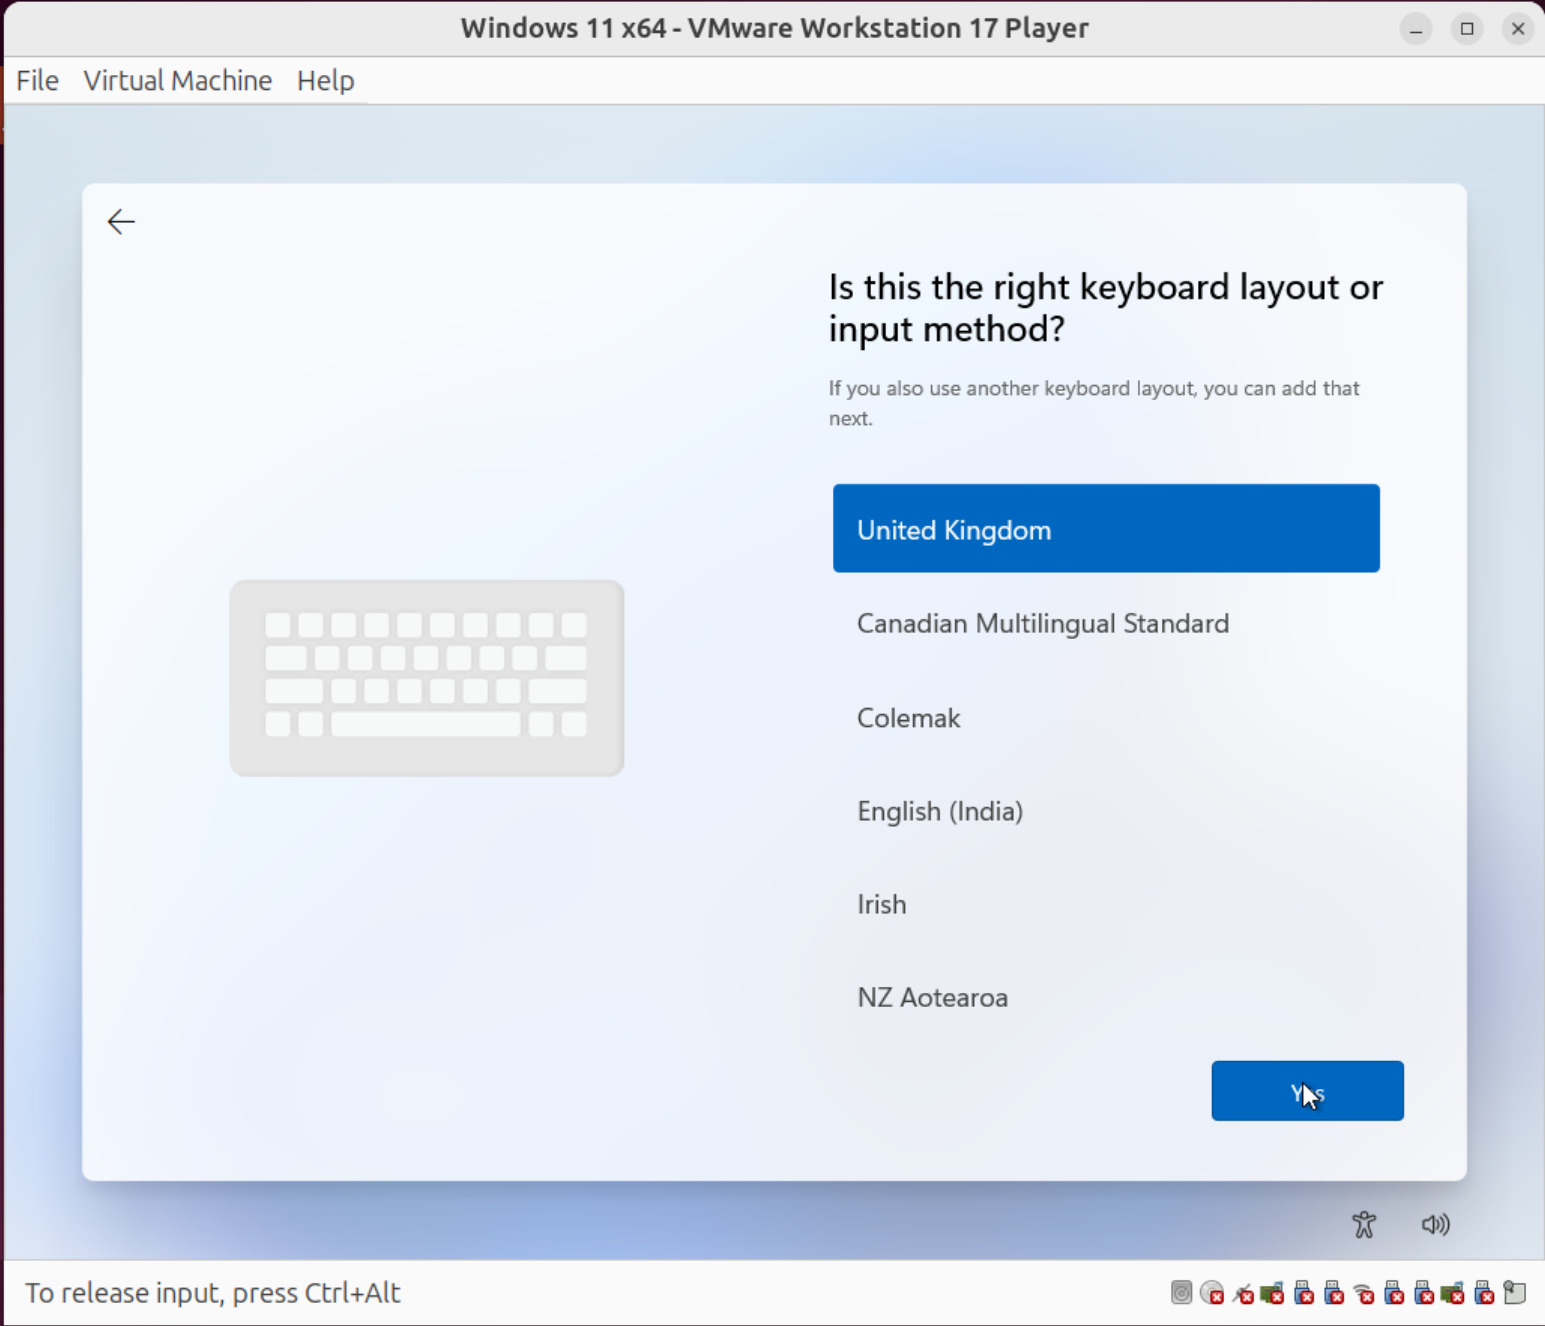 Windows 11 x64 - VMware Workstation 17 Player
File Virtual Machine Help
Is this the right keyboard layout or
input method?
If you also use another keyboard layout, you can add that
next.
United Kingdom
Canadian Multilingual Standard
Colemak
English (India)
Irish
NZ Aotearoa
Yes
To release input, press Ctrl+Alt